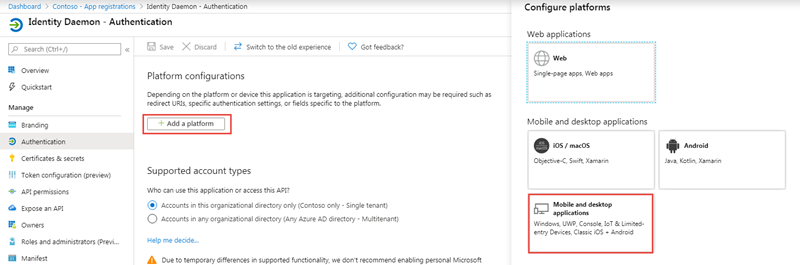 Dashboard > Contoso - App registrations > Identity Daemon - Authentication
Identity Daemon - Authentication
Search (Ctrl+/)
Overview
Quickstart
Manage
Branding
Authentication
Certificates & secrets
Token configuration (preview)
API permissions
Expose an API
Owners
Roles and administrators (Previ...
Manifest
Save
Discard
Switch to the old experience
Got feedback?
Platform configurations
Depending on the platform or device this application is targeting, additional configuration may be required such as
redirect URIs, specific authentication settings, or fields specific to the platform.
+ Add a platform
Supported account types
Who can use this application or access this API?
Accounts in this organizational directory only (Contoso only - Single tenant)
Accounts in any organizational directory (Any Azure AD directory - Multitenant)
Help me decide...
Due to temporary differences in supported functionality, we don't recommend enabling personal Microsoft
Configure platforms
Web applications
Web
Single-page apps, Web apps
Mobile and desktop applications
iOS / macOS
Objective-C, Swift, Xamarin
Android
Java, Kotlin, Xamarin
Mobile and desktop
applications
Windows, UWP, Console, IoT & Limited-
entry Devices, Classic iOS + Android